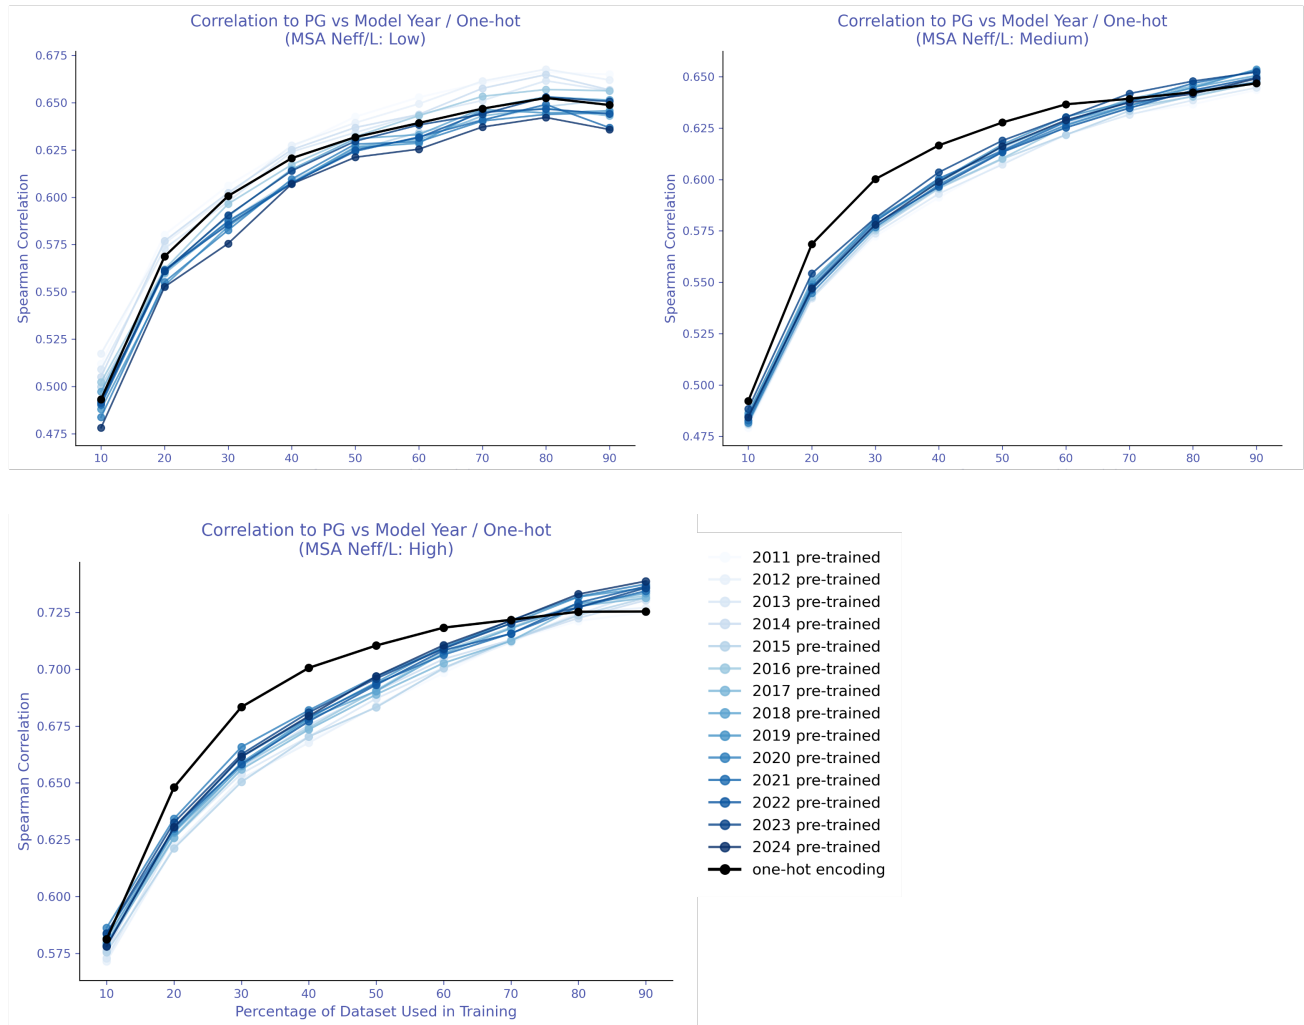 Correlation to PG vs Model Year / One-hot
(MSA Neff/L: Low)
Spearman Correlation
0.675
0.650
0.625
0.600
0.575
0.550
0.525
0.500
0.475
10 20 30 40 50 60 70 80 90
Correlation to PG vs Model Year / One-hot
(MSA Neff/L: Medium)
Spearman Correlation
0.650
0.625
0.600
0.575
0.550
0.525
0.500
0.475
10 20 30 40 50 60 70 80 90
Correlation to PG vs Model Year / One-hot
(MSA Neff/L: High)
Spearman Correlation
0.725
0.700
0.675
0.650
0.625
0.600
0.575
10 20 30 40 50 60 70 80 90
Percentage of Dataset Used in Training
2011 pre-trained
2012 pre-trained
2013 pre-trained
2014 pre-trained
2015 pre-trained
2016 pre-trained
2017 pre-trained
2018 pre-trained
2019 pre-trained
2020 pre-trained
2021 pre-trained
2022 pre-trained
2023 pre-trained
2024 pre-trained
one-hot encoding